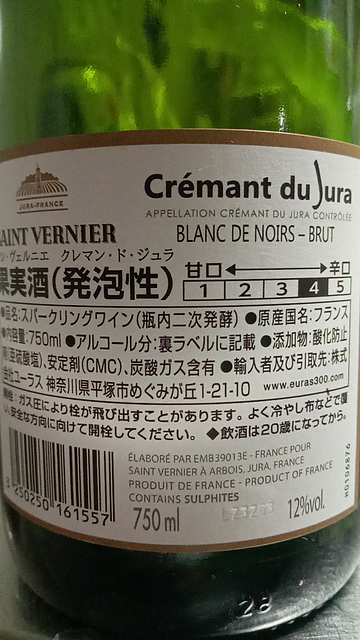 JURA-FRANCE
Crémant du Jura
APPELLATION CRÉMANT DU JURA CONTRÔLÉE
SAINT VERNIER
BLANC DE NOIRS – BRUT
ン・ヴェルニエ クレマン・ド・ジュラ
果実酒(発泡性)
甘口 辛口
1 2 3 4 5
●品名:スパークリングワイン(瓶内二次発酵) ●原産国名:フランス
●内容量:750ml ●アルコール分:裏ラベルに記載 ●添加物:酸化防止
剤(亜硫酸塩)、安定剤(CMC)、炭酸ガス含有 ●輸入者及び引取先:株式
会社ユーラス 神奈川県平塚市めぐみが丘1-21-10 www.euras300.com
開栓:ガス圧により栓が飛び出すことがあります。よく冷やし布などで覆
い、安全な方向に向けて開栓してください。 ◆飲酒は20歳になってから。
ÉLABORÉ PAR EMB39013E - FRANCE POUR
SAINT VERNIER À ARBOIS, JURA, FRANCE
PRODUIT DE FRANCE - PRODUCT OF FRANCE
CONTAINS SULPHITES
3 250250 161557
750 ml
12%vol.
28